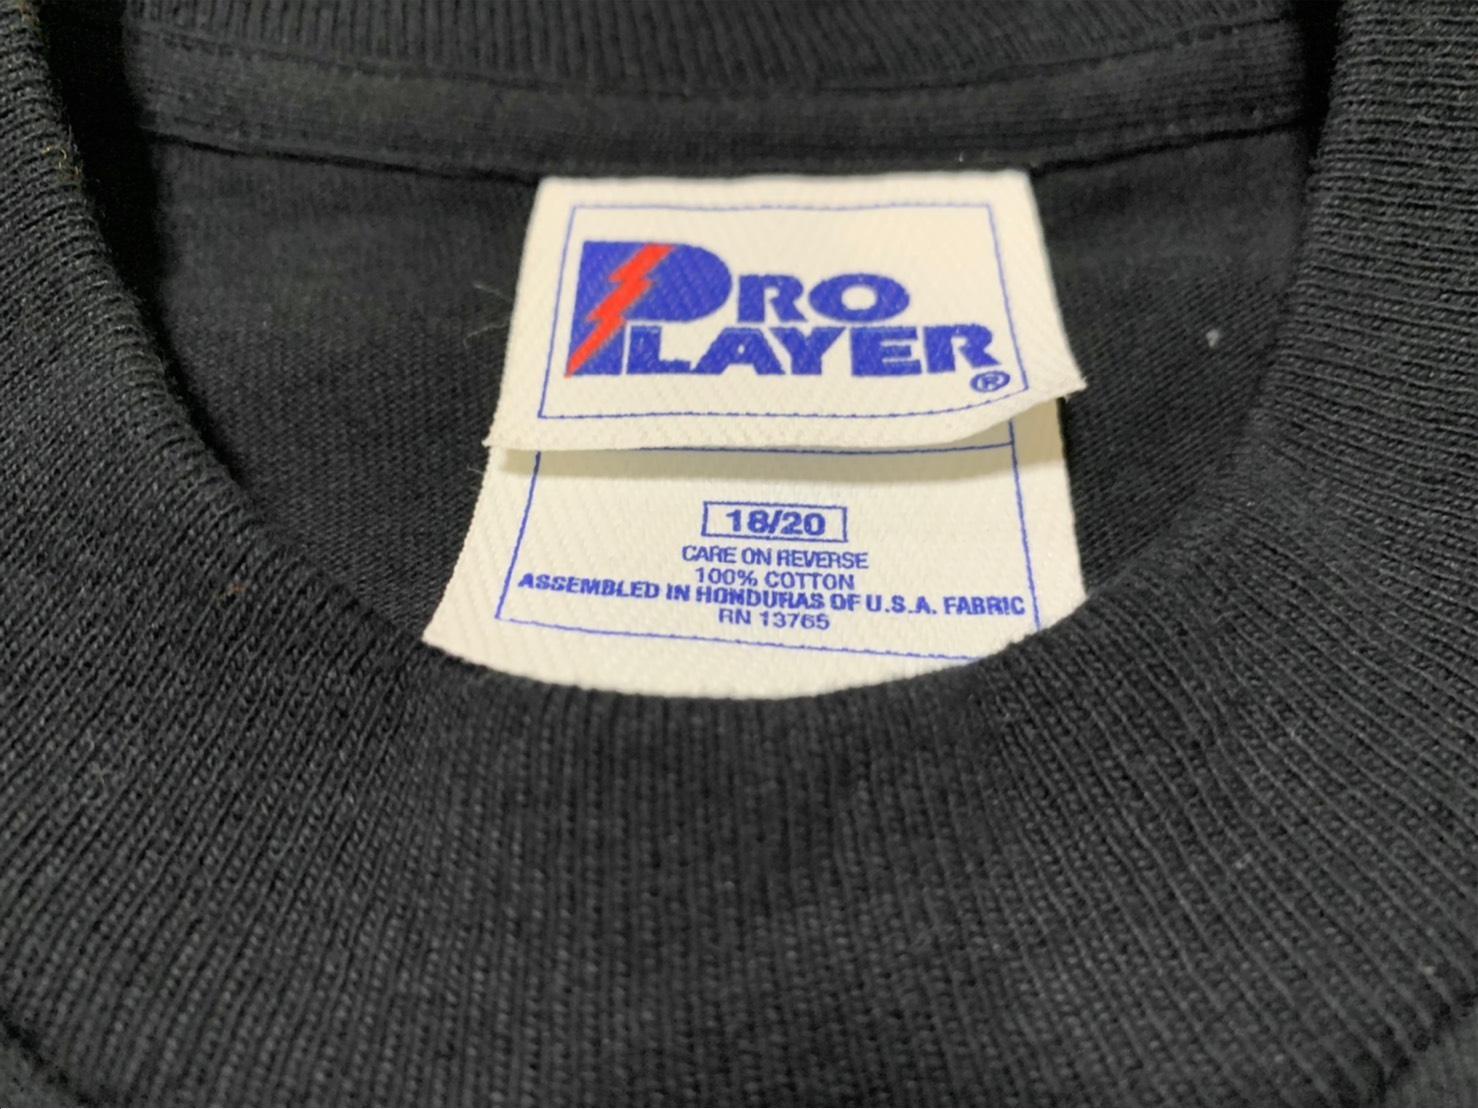 PRO
PLAYER®
18/20
CARE ON REVERSE
100% COTTON
ASSEMBLED IN HONDURAS OF U.S.A. FABRIC
RN 13765